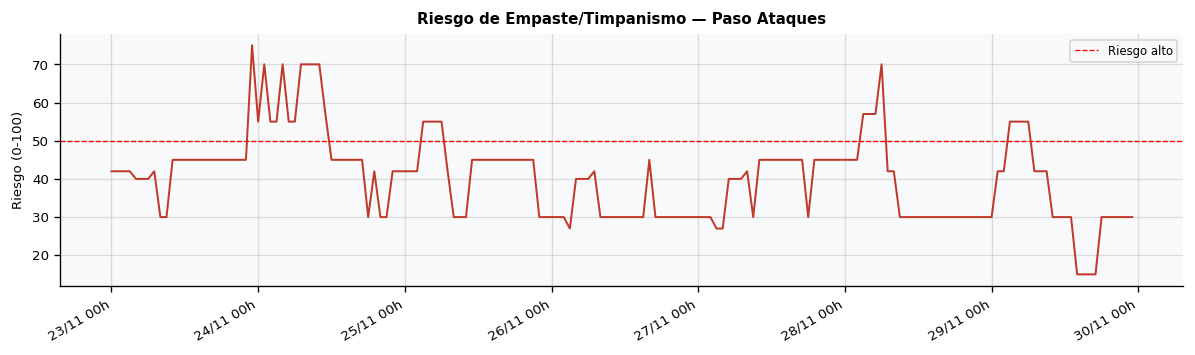 Riesgo de Empaste/Timpanismo — Paso Ataques
Riesgo alto
Riesgo (0-100)
70
60
50
40
30
20
23/11 00h
24/11 00h
25/11 00h
26/11 00h
27/11 00h
28/11 00h
29/11 00h
30/11 00h